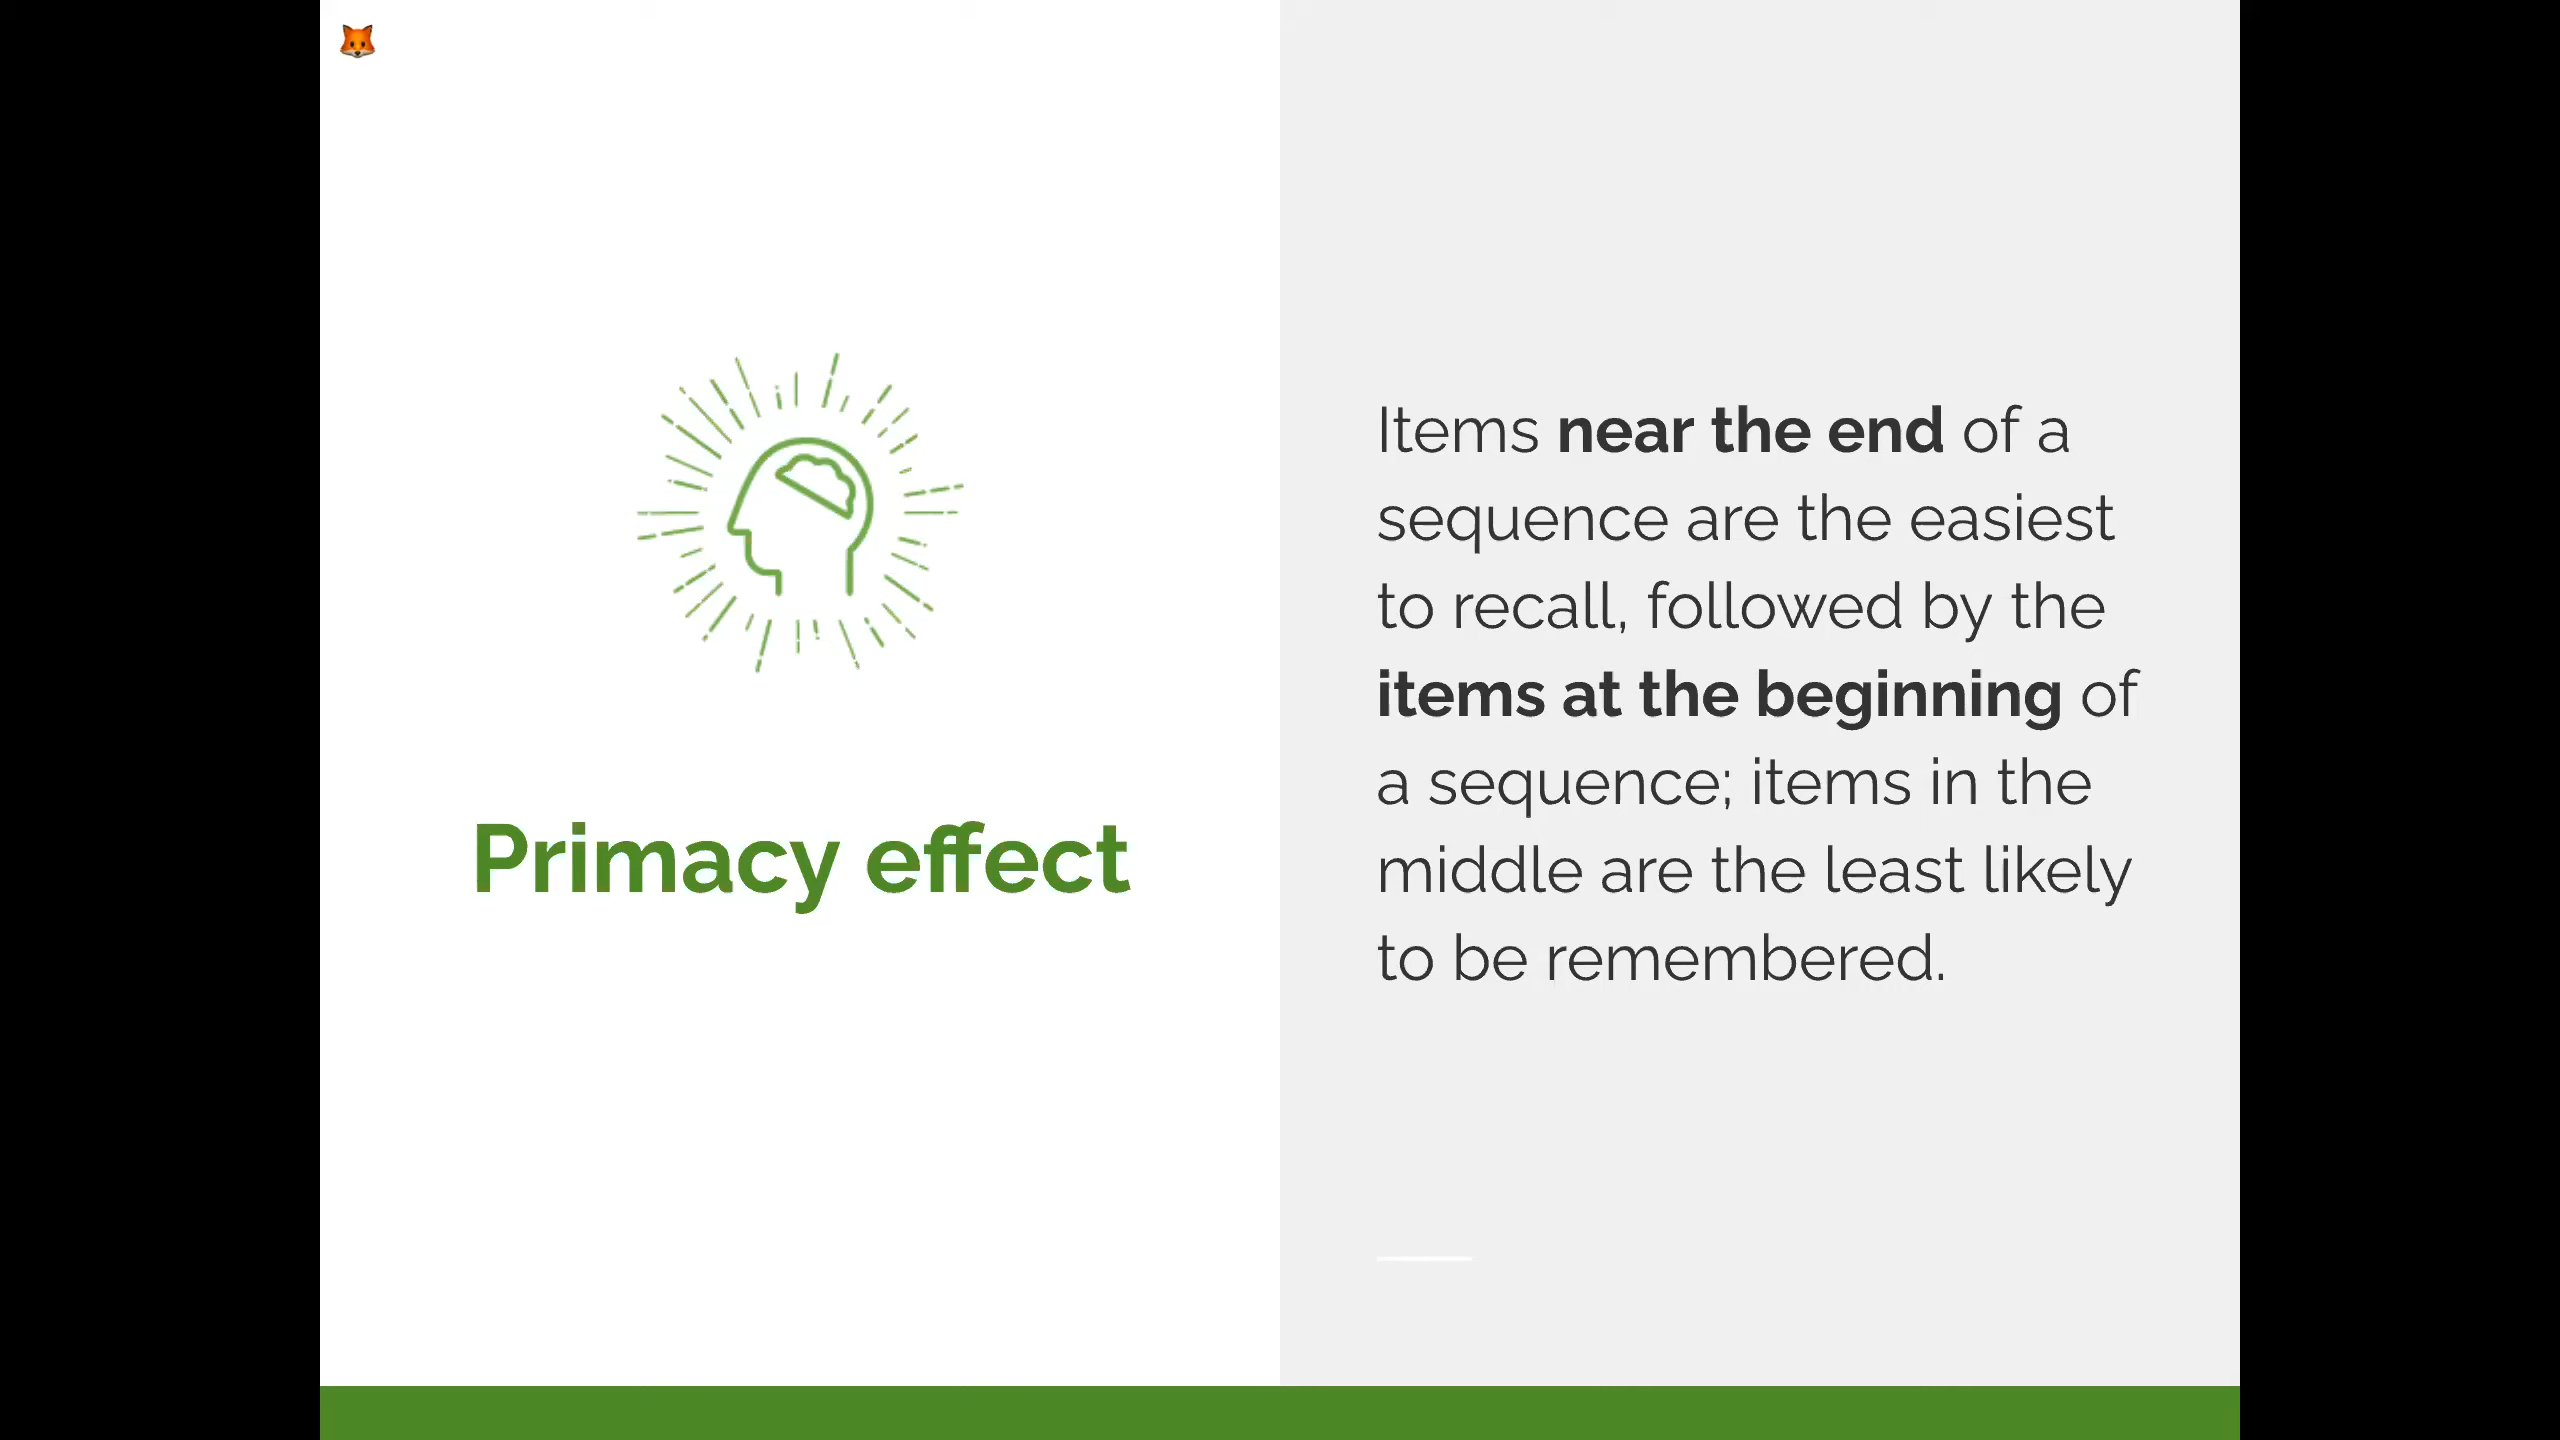 Primacy effect
Items near the end of a
sequence are the easiest
to recall, followed by the
items at the beginning of
a sequence; items in the
middle are the least likely
to be remembered.